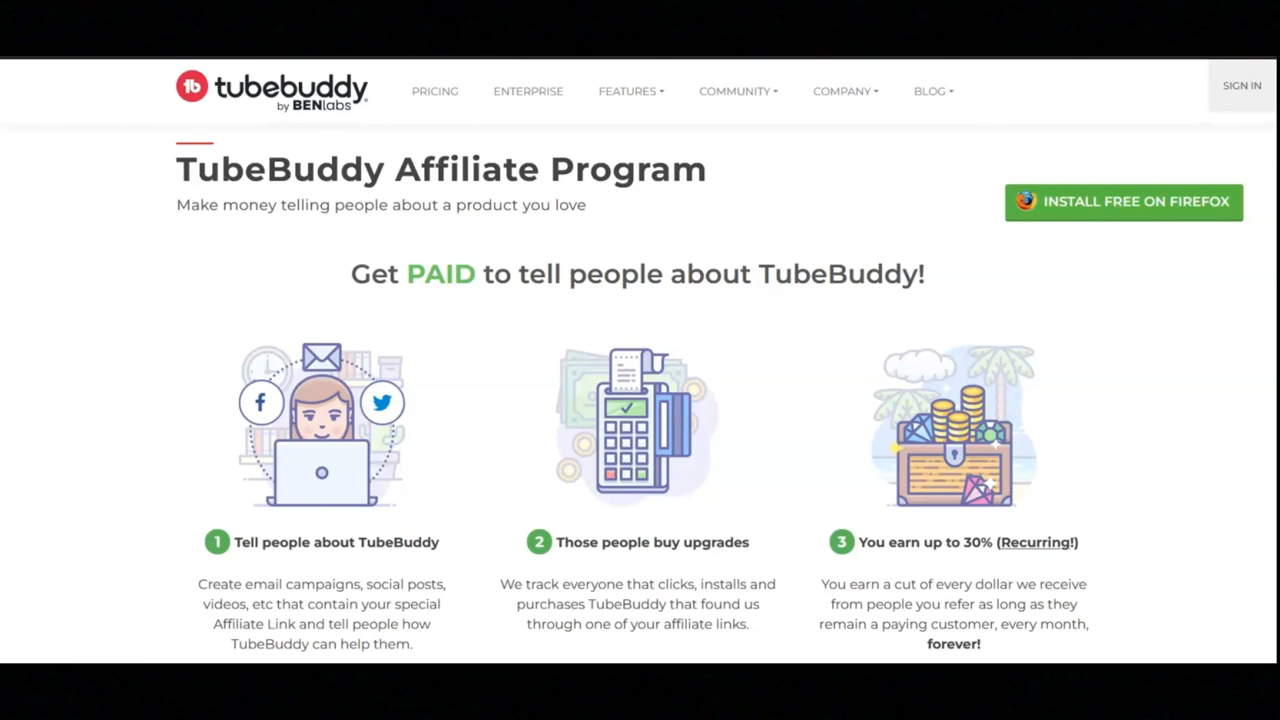 tubebuddy
by BENlabs
PRICING
ENTERPRISE
FEATURES
COMMUNITY
COMPANY
BLOG
SIGN IN
TubeBuddy Affiliate Program
Make money telling people about a product you love
INSTALL FREE ON FIREFOX
Get PAID to tell people about TubeBuddy!
1 Tell people about TubeBuddy
Create email campaigns, social posts,
videos, etc that contain your special
Affiliate Link and tell people how
TubeBuddy can help them.
2 Those people buy upgrades
We track everyone that clicks, installs and
purchases TubeBuddy that found us
through one of your affiliate links.
3 You earn up to 30% (Recurring!)
You earn a cut of every dollar we receive
from people you refer as long as they
remain a paying customer, every month,
forever!